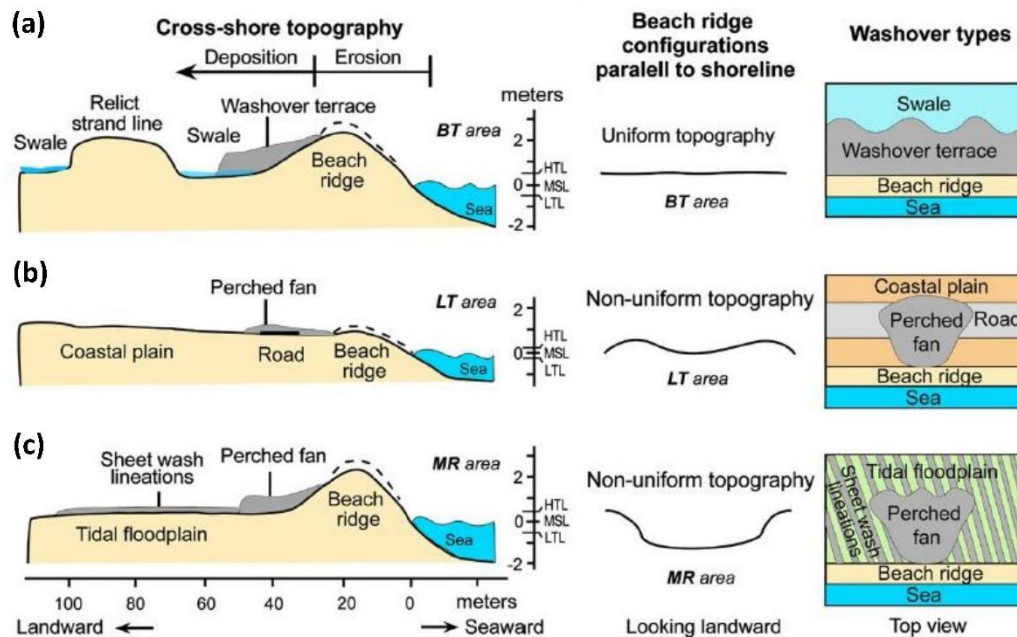 (a)
Cross-shore topography
Deposition
Erosion
Beach ridge
configurations
paralell to shoreline
Washover types
meters
Relict
strand line
Washover terrace
Swale
Swale
Beach
ridge
BT area
2
0
-2
HTL
MSL
LTL
Sea
Uniform topography
BT area
Swale
Washover terrace
Beach ridge
Sea
(b)
Perched fan
LT area
2
0
-2
HTL
MSL
LTL
Coastal plain
Road
Beach
ridge
Sea
Non-uniform topography
LT area
Coastal plain
Perched
fan
Road
Beach ridge
Sea
(c)
Sheet wash
lineations
Perched fan
MR area
2
0
-2
HTL
MSL
LTL
Beach
ridge
Tidal floodplain
Sea
Non-uniform topography
MR area
Tidal floodplain
Sheet wash
lineations
Perched
fan
Beach ridge
Sea
100 80 60 40 20 0 meters
Landward
Seaward
Looking landward
Top view